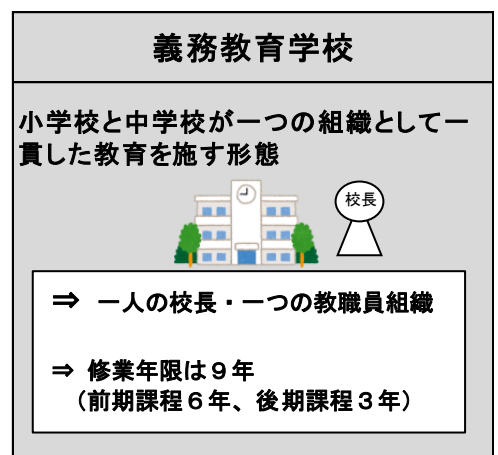 義務教育学校
小学校と中学校が一つの組織として一
貫した教育を施す形態
校長
⇒ 一人の校長・一つの教職員組織
⇒ 修業年限は９年
（前期課程６年、後期課程３年）